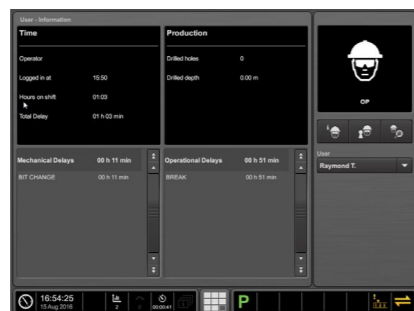 User - Information
Time
Operator
Logged in at 15:50
Hours on shift 01:03
Total Delay 01 h 03 min
Production
Drilled holes 0
Drilled depth 0.00 m
OP
User
Raymond T.
Mechanical Delays 00 h 11 min
BIT CHANGE 00 h 11 min
Operational Delays 00 h 51 min
BREAK 00 h 51 min
16:54:25
15 Aug 2016
2
00:00:41
P